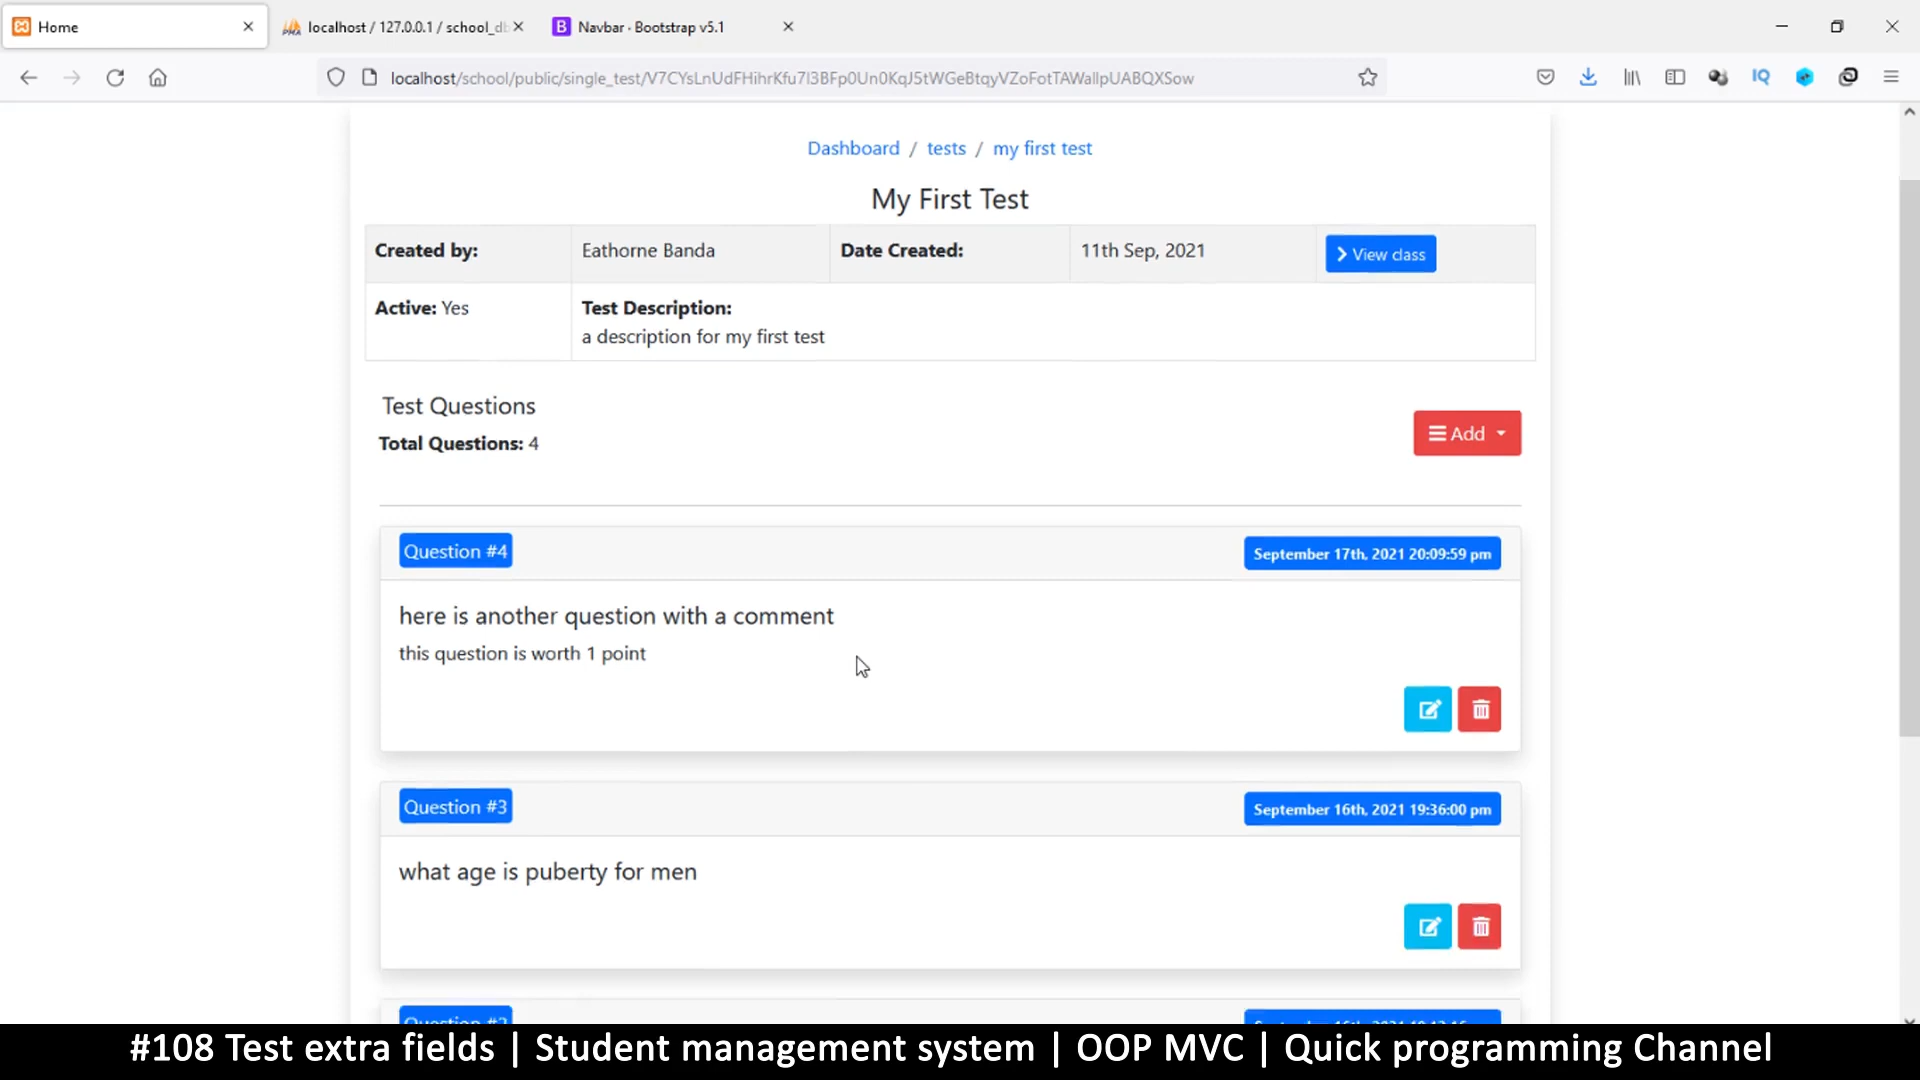 Home
localhost / 127.0.0.1 / school_db
Navbar · Bootstrap v5.1
localhost/school/public/single_test/V7CYsLnUdFHihrKfu7I3BFp0Un0KqJ5tWGeBtqyVZoFotTAWalIpUABQXSow
IQ
Dashboard / tests / my first test
My First Test
Created by: Eathorne Banda Date Created: 11th Sep, 2021 View class
Active: Yes Test Description:
a description for my first test
Test Questions
Total Questions: 4
Add
Question #4 September 17th, 2021 20:09:59 pm
here is another question with a comment
this question is worth 1 point
Question #3 September 16th, 2021 19:36:00 pm
what age is puberty for men
#108 Test extra fields | Student management system | OOP MVC | Quick programming Channel